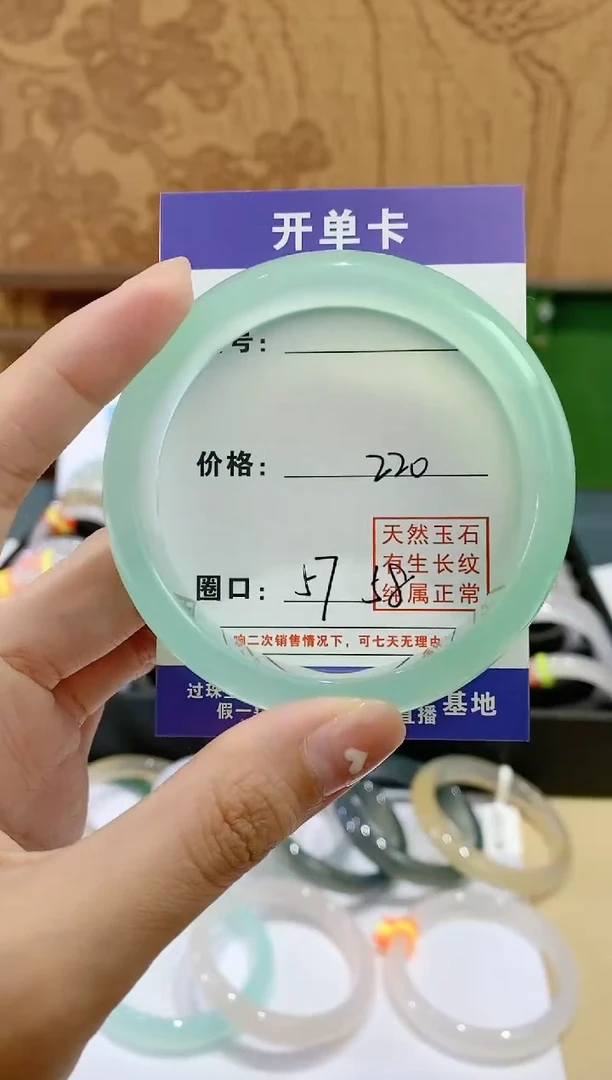 开单卡
号：
价格： 220
天然玉石
有生长纹
纯属正常
圈口： 57 58
响二次销售情况下，可七天无理由
过珠
基地
假一
直播